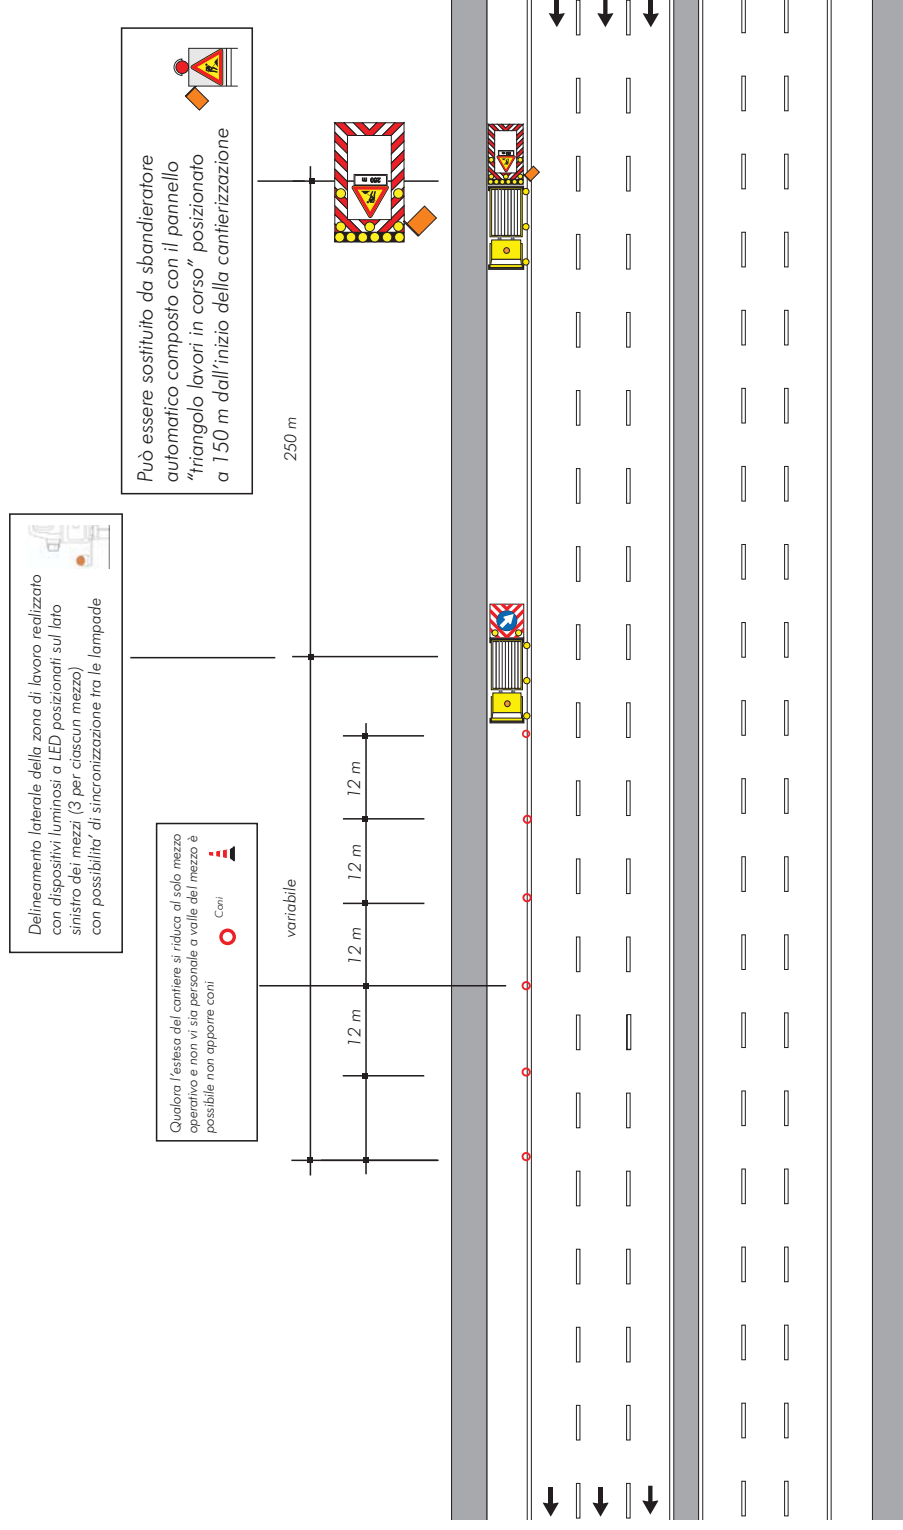 Può essere sostituito da sbandieratore
automatico composto con il pannello
“triangolo lavori in corso” posizionato
a 150 m dall’inizio della cantierizzazione
250 m
250 m
250 m
Delineamento laterale della zona di lavoro realizzato
con dispositivi luminosi a LED posizionati sul lato
sinistro dei mezzi (3 per ciascun mezzo)
con possibilita’ di sincronizzazione tra le lampade
Qualora l’estesa del cantiere si riduca al solo mezzo
operativo e non vi sia personale a valle del mezzo è
possibile non apporre coni
Coni
variabile
12 m
12 m
12 m
12 m